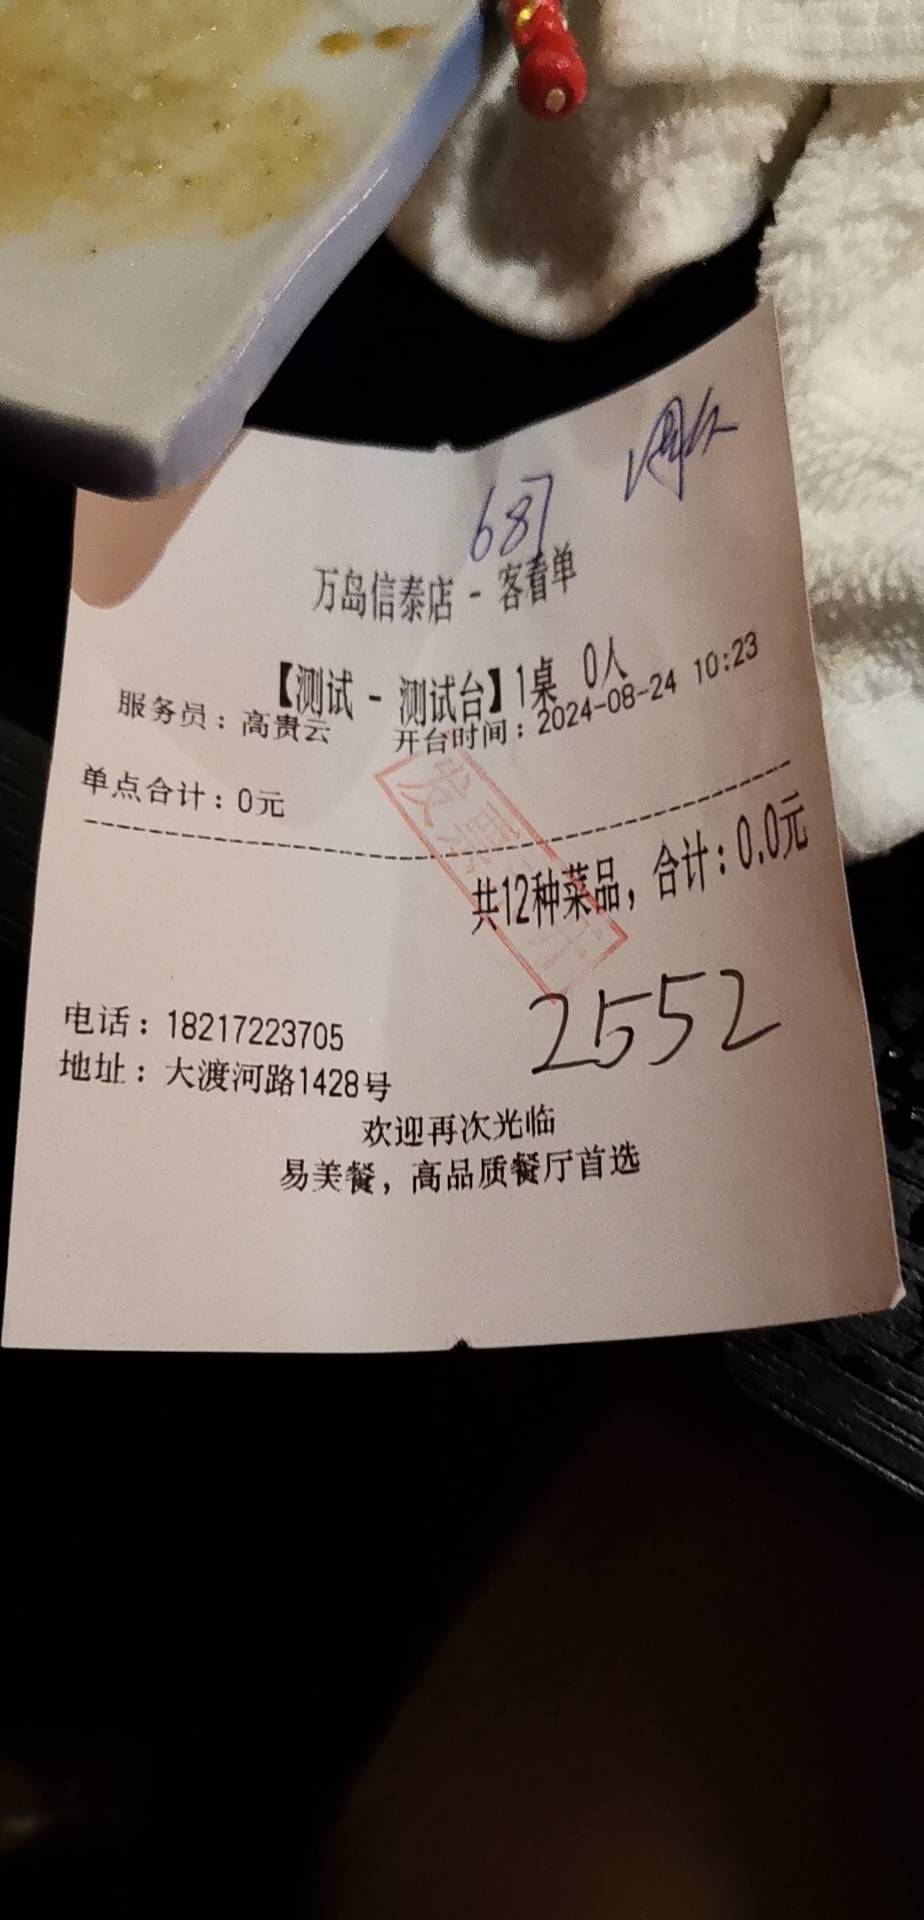 687
万岛信泰店 - 客看单
【测试 - 测试台】1桌 0人
服务员：高贵云 开台时间：2024-08-24 10:23
单点合计：0元
共12种菜品，合计：0.0元
发票已开
2552
电话：18217223705
地址：大渡河路1428号
欢迎再次光临
易美餐，高品质餐厅首选